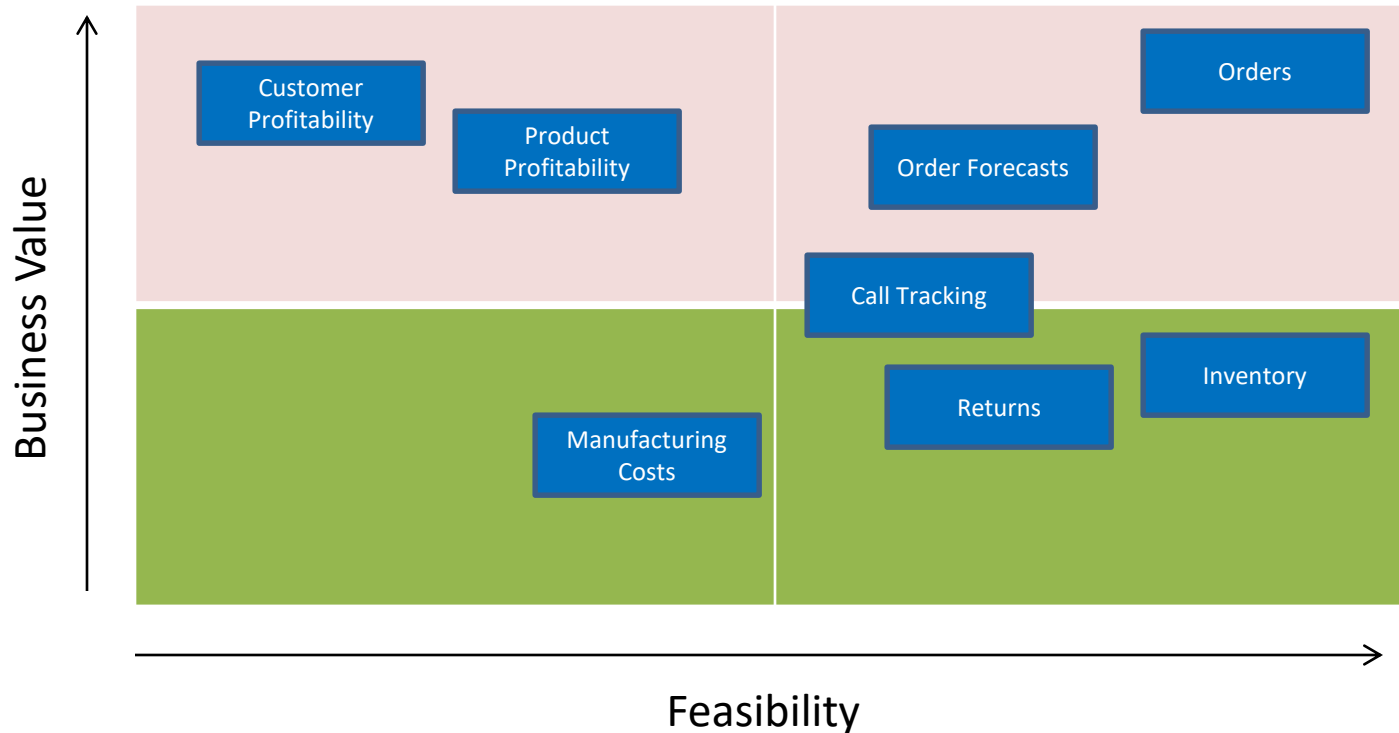 Business Value
Customer
Profitability
Product
Profitability
Orders
Order Forecasts
Call Tracking
Inventory
Returns
Manufacturing
Costs
Feasibility